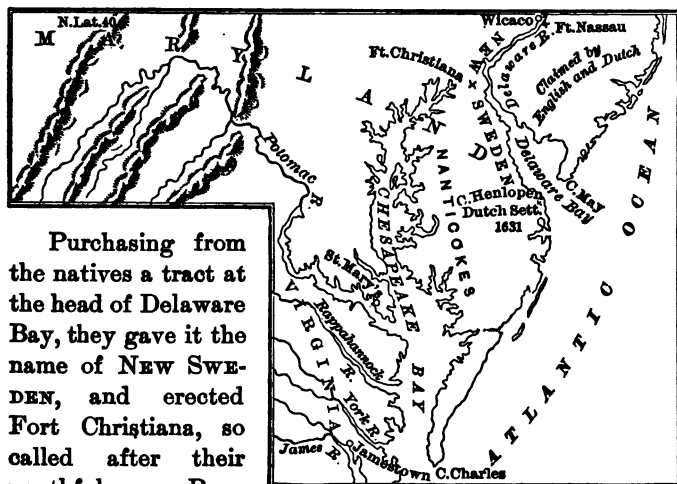 N.Lat.40
MARYLAND
Wicaco
Ft.Nassau
Ft.Christiana
NEW SWEDEN
Delaware R.
Claimed by
English and Dutch
Potomac R.
CHESAPEAKE BAY
NANTICOKES
C.Henlopen
Dutch Sett.
1631
Delaware Bay
C.May
ATLANTIC OCEAN
St.Mary's
VIRGINIA
Rappahannock
R.
York R.
James R.
Jamestown
C.Charles
Purchasing from
the natives a tract at
the head of Delaware
Bay, they gave it the
name of NEW SWE-
DEN, and erected
Fort Christiana, so
called after their